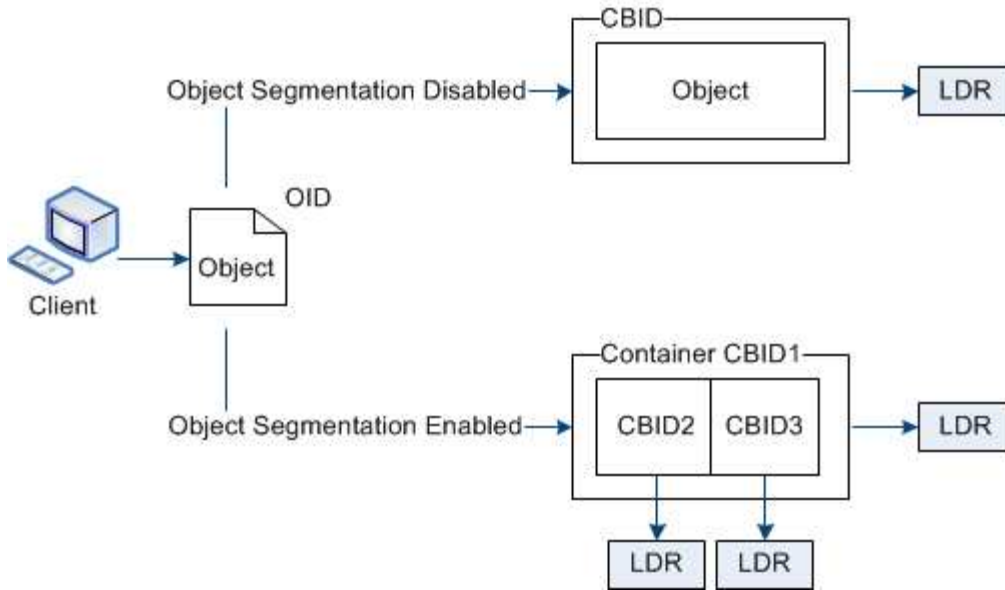 CBID
Object Segmentation Disabled
Object
LDR
OID
Object
Client
Container CBID1
Object Segmentation Enabled
CBID2
CBID3
LDR
LDR
LDR